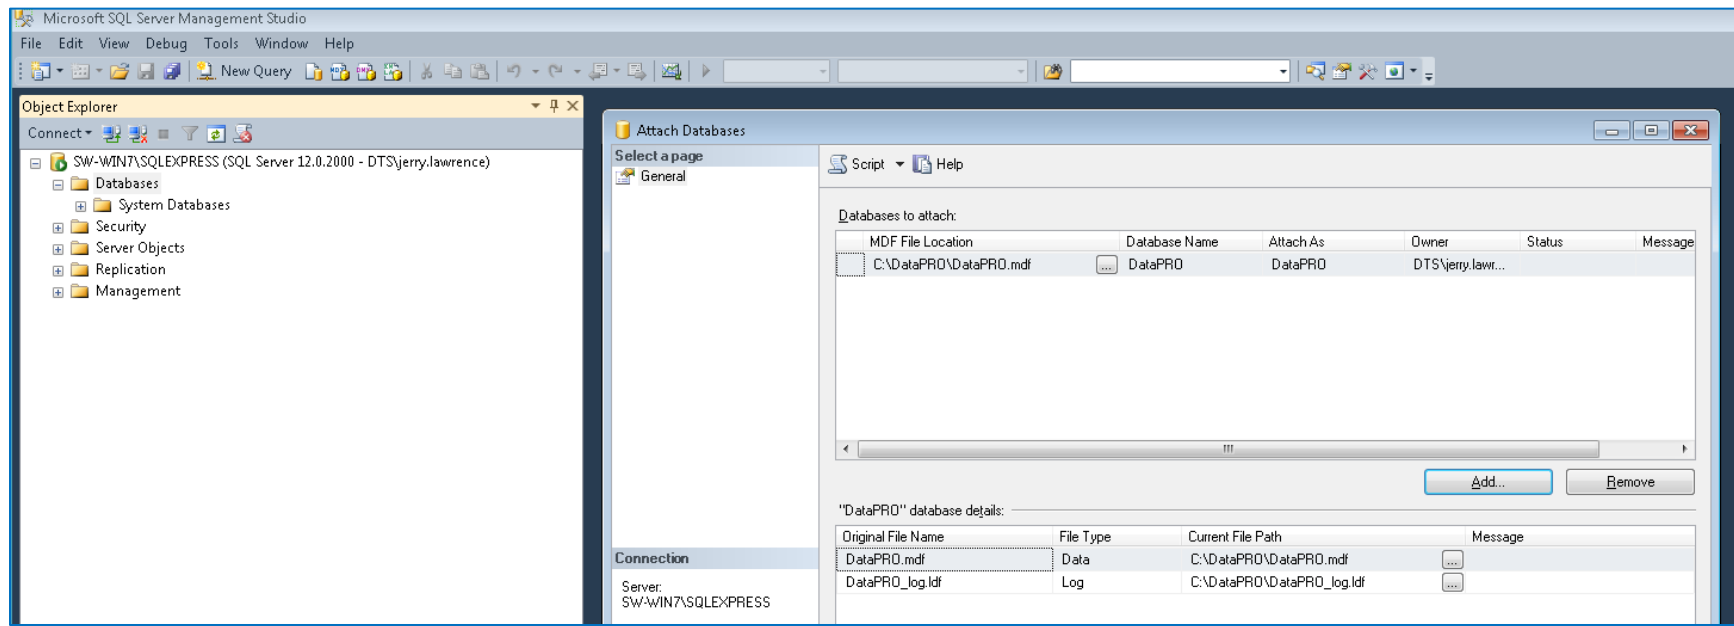 Microsoft SQL Server Management Studio
File Edit View Debug Tools Window Help
New Query
Object Explorer
Connect
SW-WIN7\SQLEXPRESS (SQL Server 12.0.2000 - DTS\jerry.lawrence)
Databases
System Databases
Security
Server Objects
Replication
Management
Attach Databases
Select a page
General
Script Help
Databases to attach:
MDF File Location Database Name Attach As Owner Status Message
C:\DataPRO\DataPRO.mdf ... DataPRO DataPRO DTS\jerry.lawr...
Add... Remove
"DataPRO" database details:
Original File Name File Type Current File Path Message
DataPRO.mdf Data C:\DataPRO\DataPRO.mdf ...
DataPRO_log.ldf Log C:\DataPRO\DataPRO_log.ldf ...
Connection
Server:
SW-WIN7\SQLEXPRESS